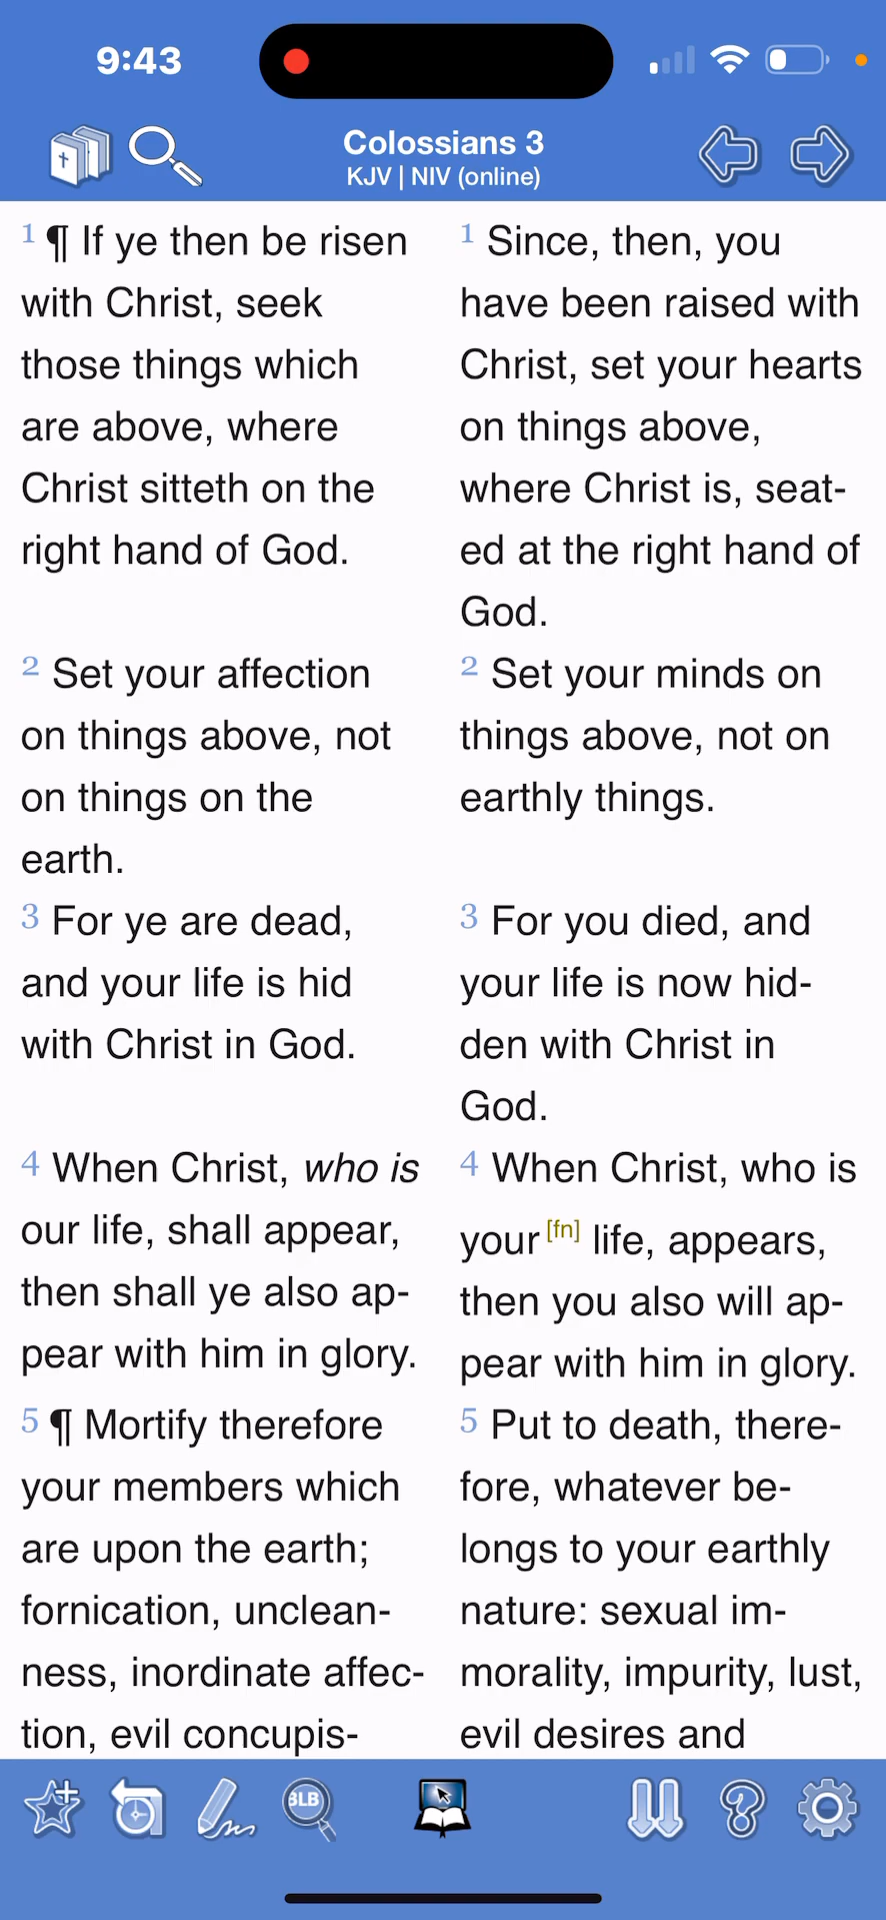 9:43
Colossians 3
KJV | NIV (online)
1 ¶ If ye then be risen
with Christ, seek
those things which
are above, where
Christ sitteth on the
right hand of God.
1 Since, then, you
have been raised with
Christ, set your hearts
on things above,
where Christ is, seat-
ed at the right hand of
God.
2 Set your affection
on things above, not
on things on the
earth.
2 Set your minds on
things above, not on
earthly things.
3 For ye are dead,
and your life is hid
with Christ in God.
3 For you died, and
your life is now hid-
den with Christ in
God.
4 When Christ, who is
our life, shall appear,
then shall ye also ap-
pear with him in glory.
4 When Christ, who is
your [fn] life, appears,
then you also will ap-
pear with him in glory.
5 ¶ Mortify therefore
your members which
are upon the earth;
fornication, unclean-
ness, inordinate affec-
tion, evil concupis-
5 Put to death, there-
fore, whatever be-
longs to your earthly
nature: sexual im-
morality, impurity, lust,
evil desires and
BLB